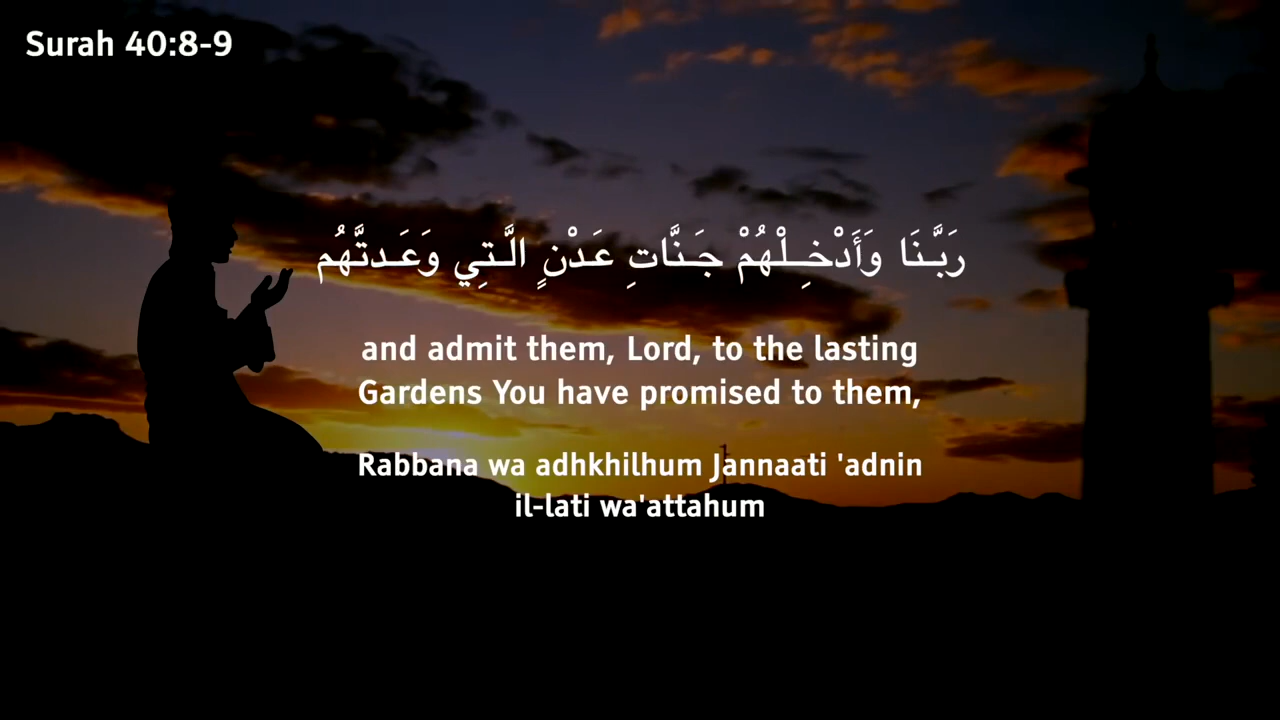 Surah 40:8-9
رَبَّنَا وَأَدْخِلْهُمْ جَنَّاتِ عَدْنٍ الَّتِي وَعَدتَّهُم
and admit them, Lord, to the lasting
Gardens You have promised to them,
Rabbana wa adhkhilhum Jannaati 'adnin
il-lati wa'attahum